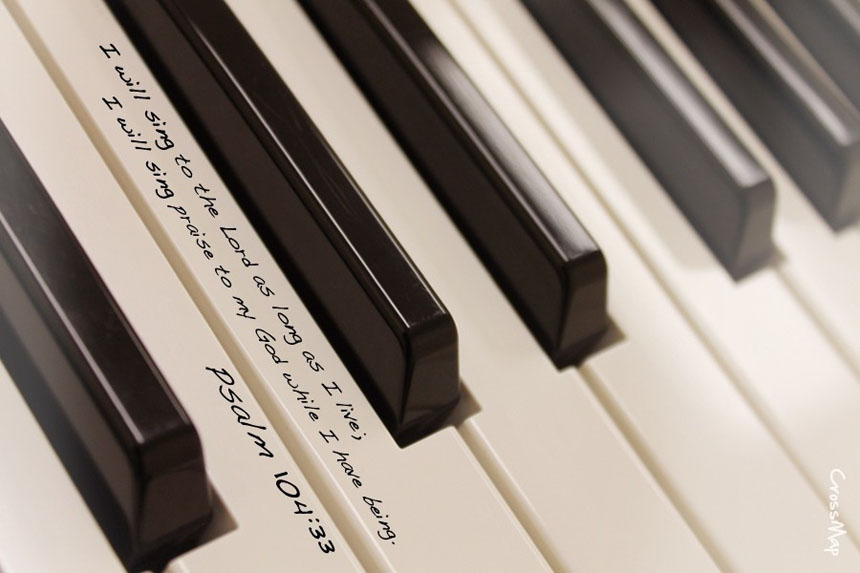 I will sing to the Lord as long as I live;
I will sing praise to my God while I have being.
Psalm 104:33
CrossMap